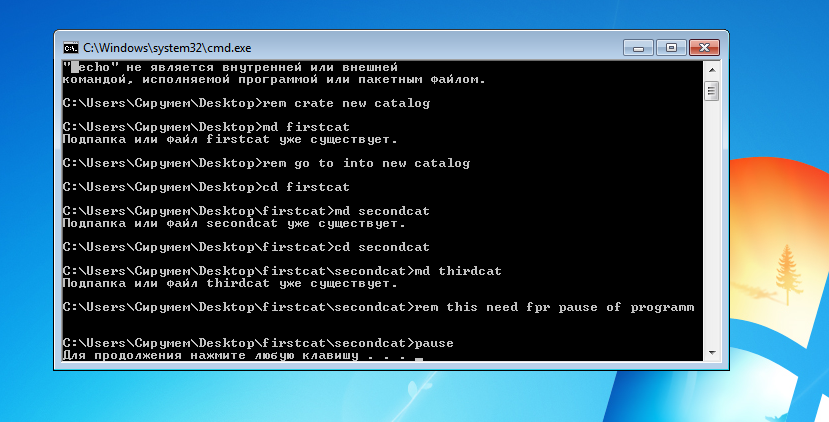 C:\Windows\system32\cmd.exe
"█echo" не является внутренней или внешней
командой, исполняемой программой или пакетным файлом.
C:\Users\Сирумем\Desktop>rem crate new catalog
C:\Users\Сирумем\Desktop>md firstcat
Подпапка или файл firstcat уже существует.
C:\Users\Сирумем\Desktop>rem go to into new catalog
C:\Users\Сирумем\Desktop>cd firstcat
C:\Users\Сирумем\Desktop\firstcat>md secondcat
Подпапка или файл secondcat уже существует.
C:\Users\Сирумем\Desktop\firstcat>cd secondcat
C:\Users\Сирумем\Desktop\firstcat\secondcat>md thirdcat
Подпапка или файл thirdcat уже существует.
C:\Users\Сирумем\Desktop\firstcat\secondcat>rem this need fpr pause of programm
C:\Users\Сирумем\Desktop\firstcat\secondcat>pause
Для продолжения нажмите любую клавишу . . .